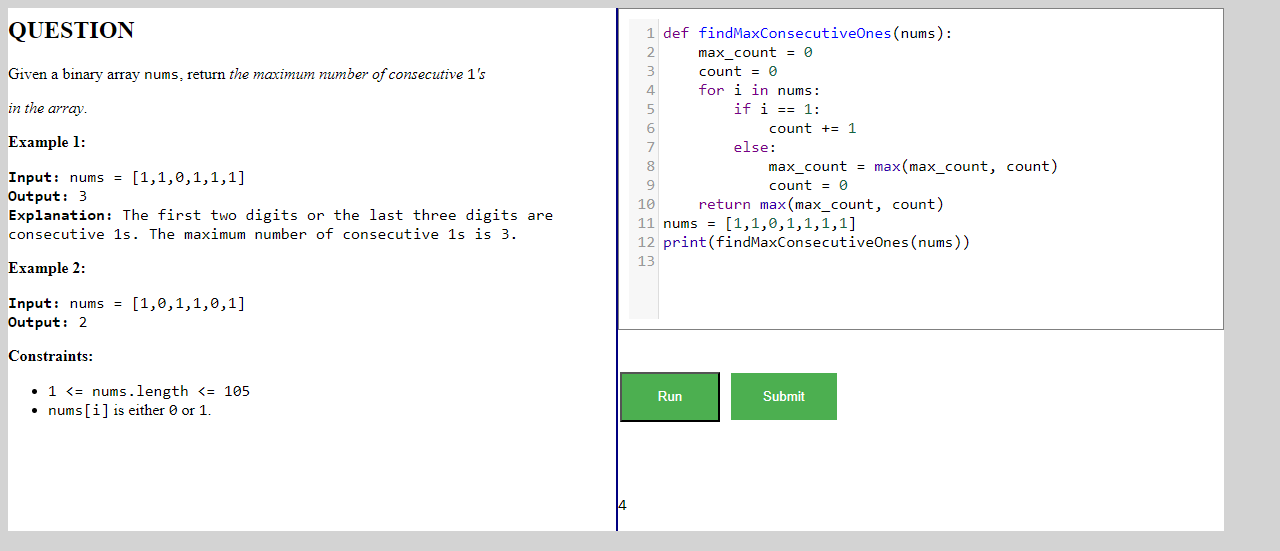 QUESTION
Given a binary array nums, return the maximum number of consecutive 1's
in the array.
Example 1:
Input: nums = [1,1,0,1,1,1]
Output: 3
Explanation: The first two digits or the last three digits are
consecutive 1s. The maximum number of consecutive 1s is 3.
Example 2:
Input: nums = [1,0,1,1,0,1]
Output: 2
Constraints:
• 1 <= nums.length <= 105
• nums[i] is either 0 or 1.
1 def findMaxConsecutiveOnes(nums):
2     max_count = 0
3     count = 0
4     for i in nums:
5         if i == 1:
6             count += 1
7         else:
8             max_count = max(max_count, count)
9             count = 0
10     return max(max_count, count)
11 nums = [1,1,0,1,1,1,1]
12 print(findMaxConsecutiveOnes(nums))
13
Run Submit
4